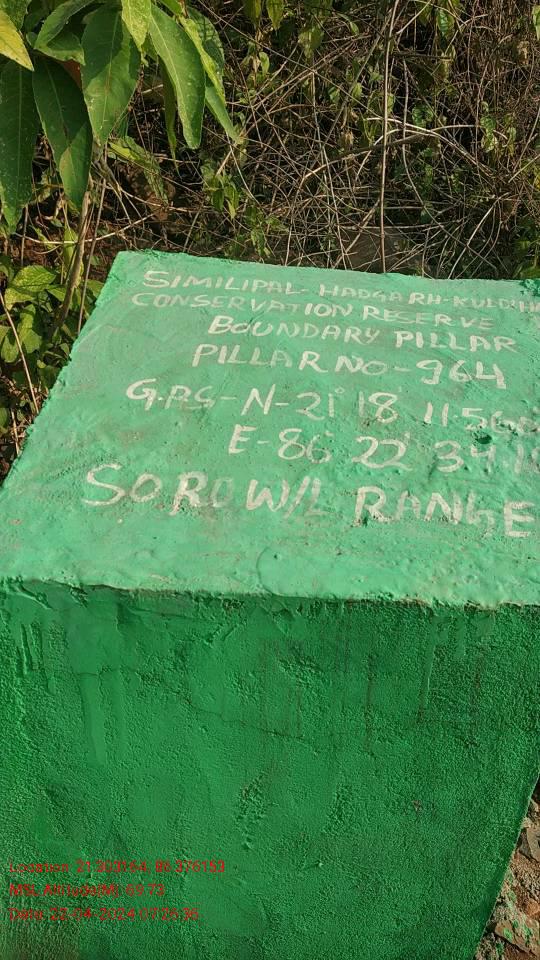 SIMILIPAL-HADGARH-KULDIH
CONSERVATION RESERVE
BOUNDARY PILLAR
PILLAR NO-964
G.P.S-N-21° 18' 11.56
E-86° 22' 34.1
SORO W/L RANGE
Location: 21.303164, 86.376153
MSL Altitude(M): 69.73
Date: 22-04-2024 07:26:36